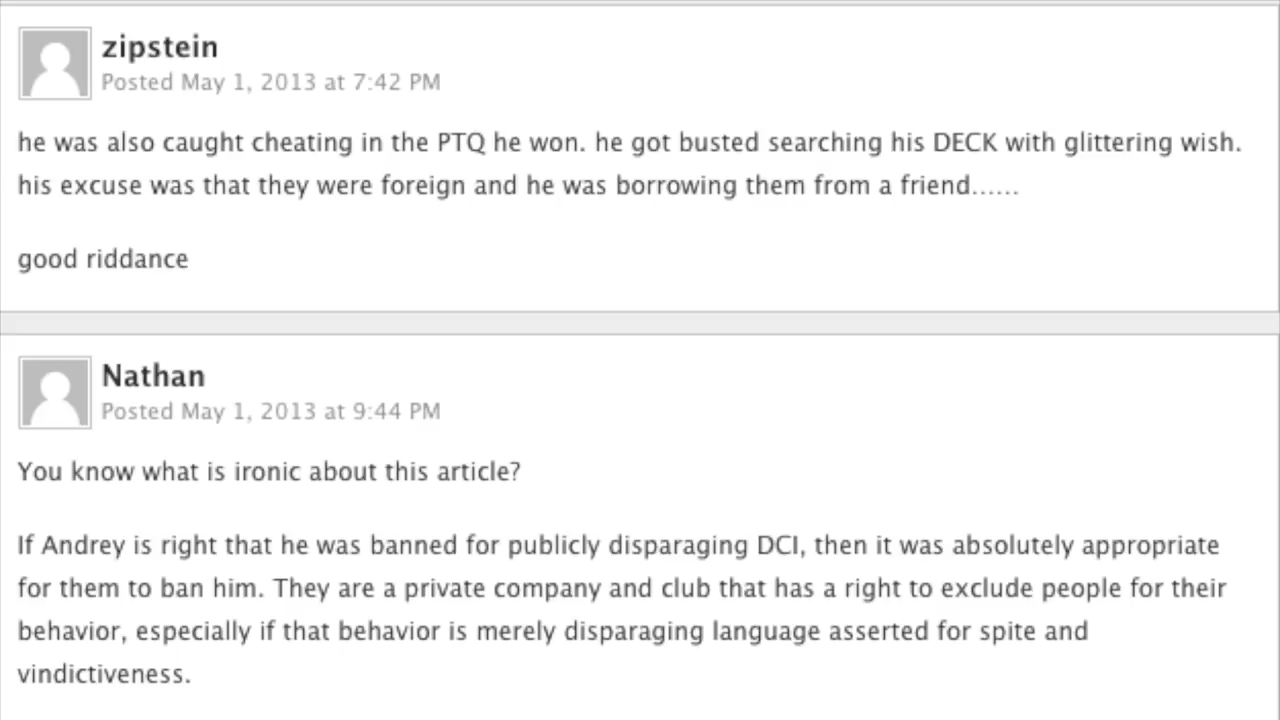 zipstein
Posted May 1, 2013 at 7:42 PM
he was also caught cheating in the PTQ he won. he got busted searching his DECK with glittering wish.
his excuse was that they were foreign and he was borrowing them from a friend......
good riddance
Nathan
Posted May 1, 2013 at 9:44 PM
You know what is ironic about this article?
If Andrey is right that he was banned for publicly disparaging DCI, then it was absolutely appropriate
for them to ban him. They are a private company and club that has a right to exclude people for their
behavior, especially if that behavior is merely disparaging language asserted for spite and
vindictiveness.